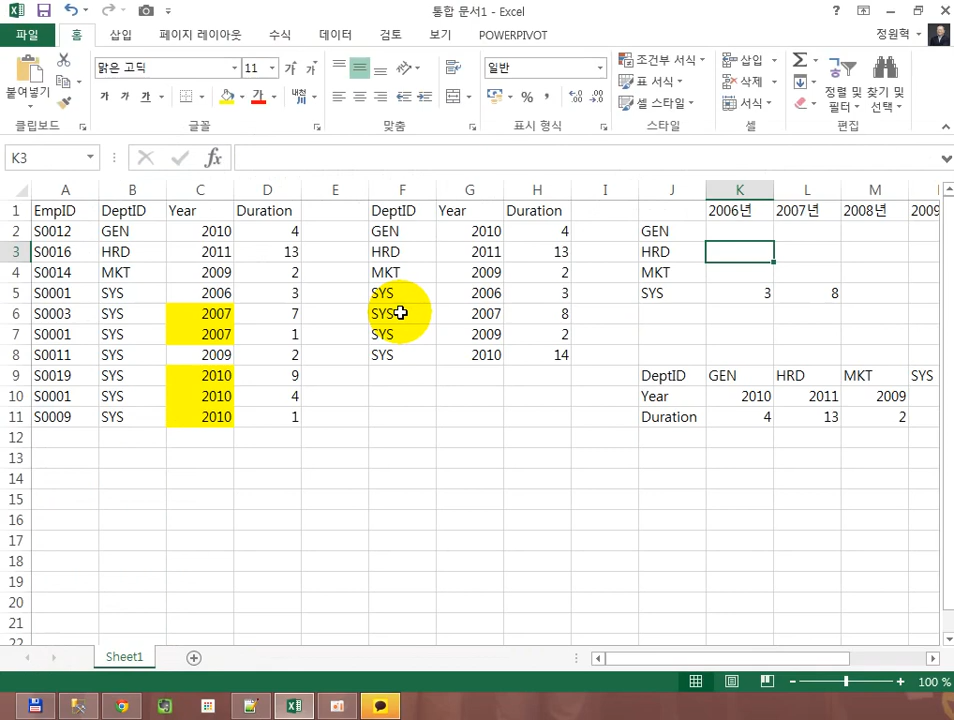 통합 문서1 - Excel
파일 홈 삽입 페이지 레이아웃 수식 데이터 검토 보기 POWERPIVOT 정원혁
붙여넣기 맑은 고딕 11 가 가 일반 조건부 서식 표 서식 셀 스타일 삽입 삭제 서식 정렬 및 필터 찾기 및 선택
가 가 가 가 내천 % ,
클립보드 글꼴 맞춤 표시 형식 스타일 셀 편집
K3 fx
A B C D E F G H I J K L M
1 EmpID DeptID Year Duration DeptID Year Duration 2006년 2007년 2008년 2009
2 S0012 GEN 2010 4 GEN 2010 4 GEN
3 S0016 HRD 2011 13 HRD 2011 13 HRD
4 S0014 MKT 2009 2 MKT 2009 2 MKT
5 S0001 SYS 2006 3 SYS 2006 3 SYS 3 8
6 S0003 SYS 2007 7 SYS 2007 8
7 S0001 SYS 2007 1 SYS 2009 2
8 S0011 SYS 2009 2 SYS 2010 14
9 S0019 SYS 2010 9 DeptID GEN HRD MKT SYS
10 S0001 SYS 2010 4 Year 2010 2011 2009
11 S0009 SYS 2010 1 Duration 4 13 2
12
13
14
15
16
17
18
19
20
21
22
Sheet1
100 %